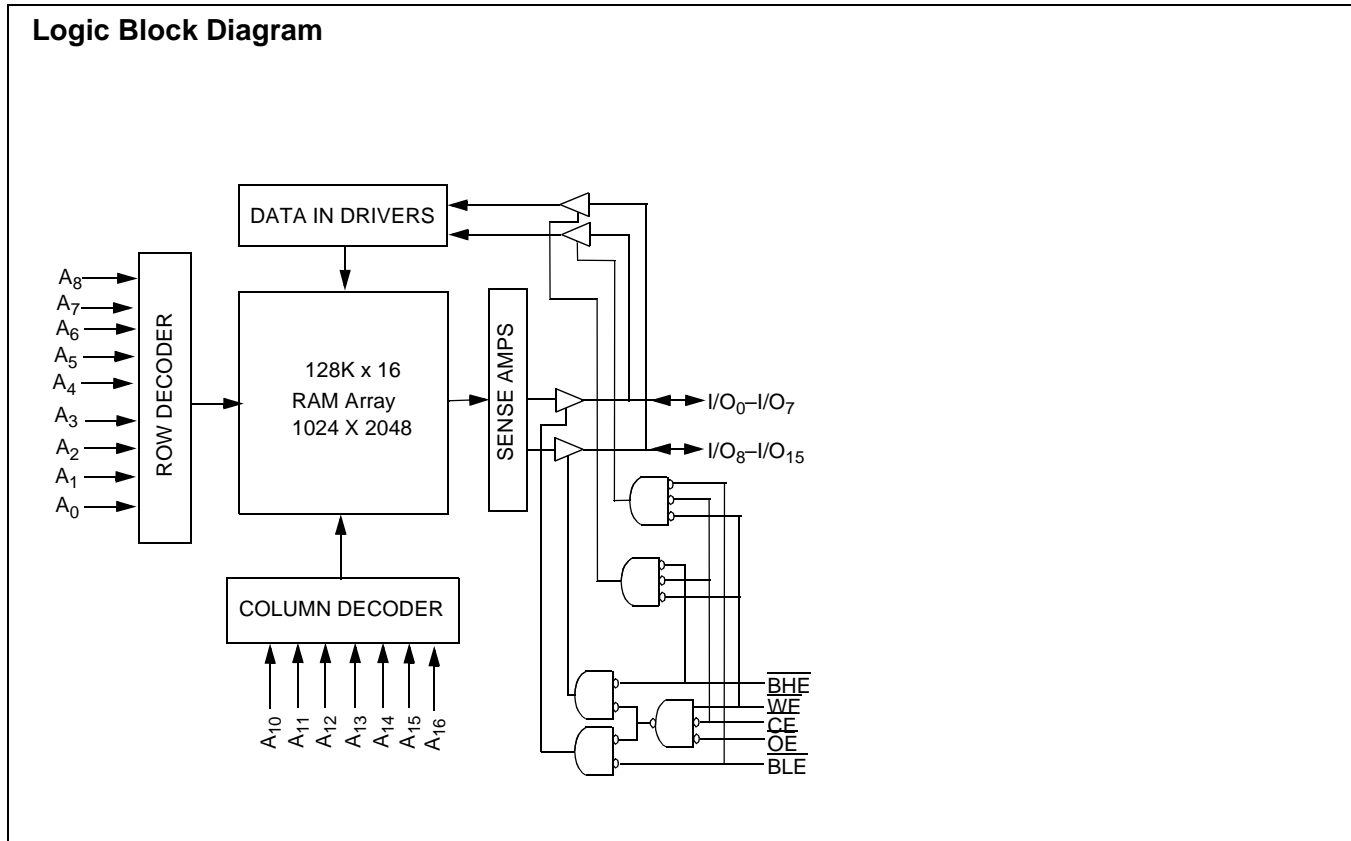 Logic Block Diagram
DATA IN DRIVERS
A8
A7
A6
A5
A4
A3
A2
A1
A0
ROW DECODER
128K x 16
RAM Array
1024 X 2048
SENSE AMPS
I/O0–I/O7
I/O8–I/O15
COLUMN DECODER
A10
A11
A12
A13
A14
A15
A16
BHE
WE
CE
OE
BLE